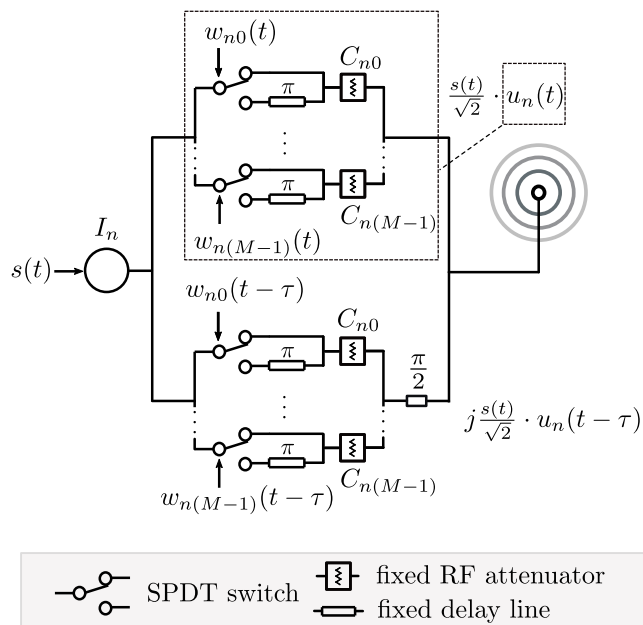 w_{n0}(t)
C_{n0}
π
s(t)/√2 · u_n(t)
π
C_{n(M−1)}
w_{n(M−1)}(t)
I_n
s(t)
w_{n0}(t−τ)
C_{n0}
π
π/2
j s(t)/√2 · u_n(t−τ)
π
C_{n(M−1)}
w_{n(M−1)}(t−τ)
SPDT switch
fixed RF attenuator
fixed delay line